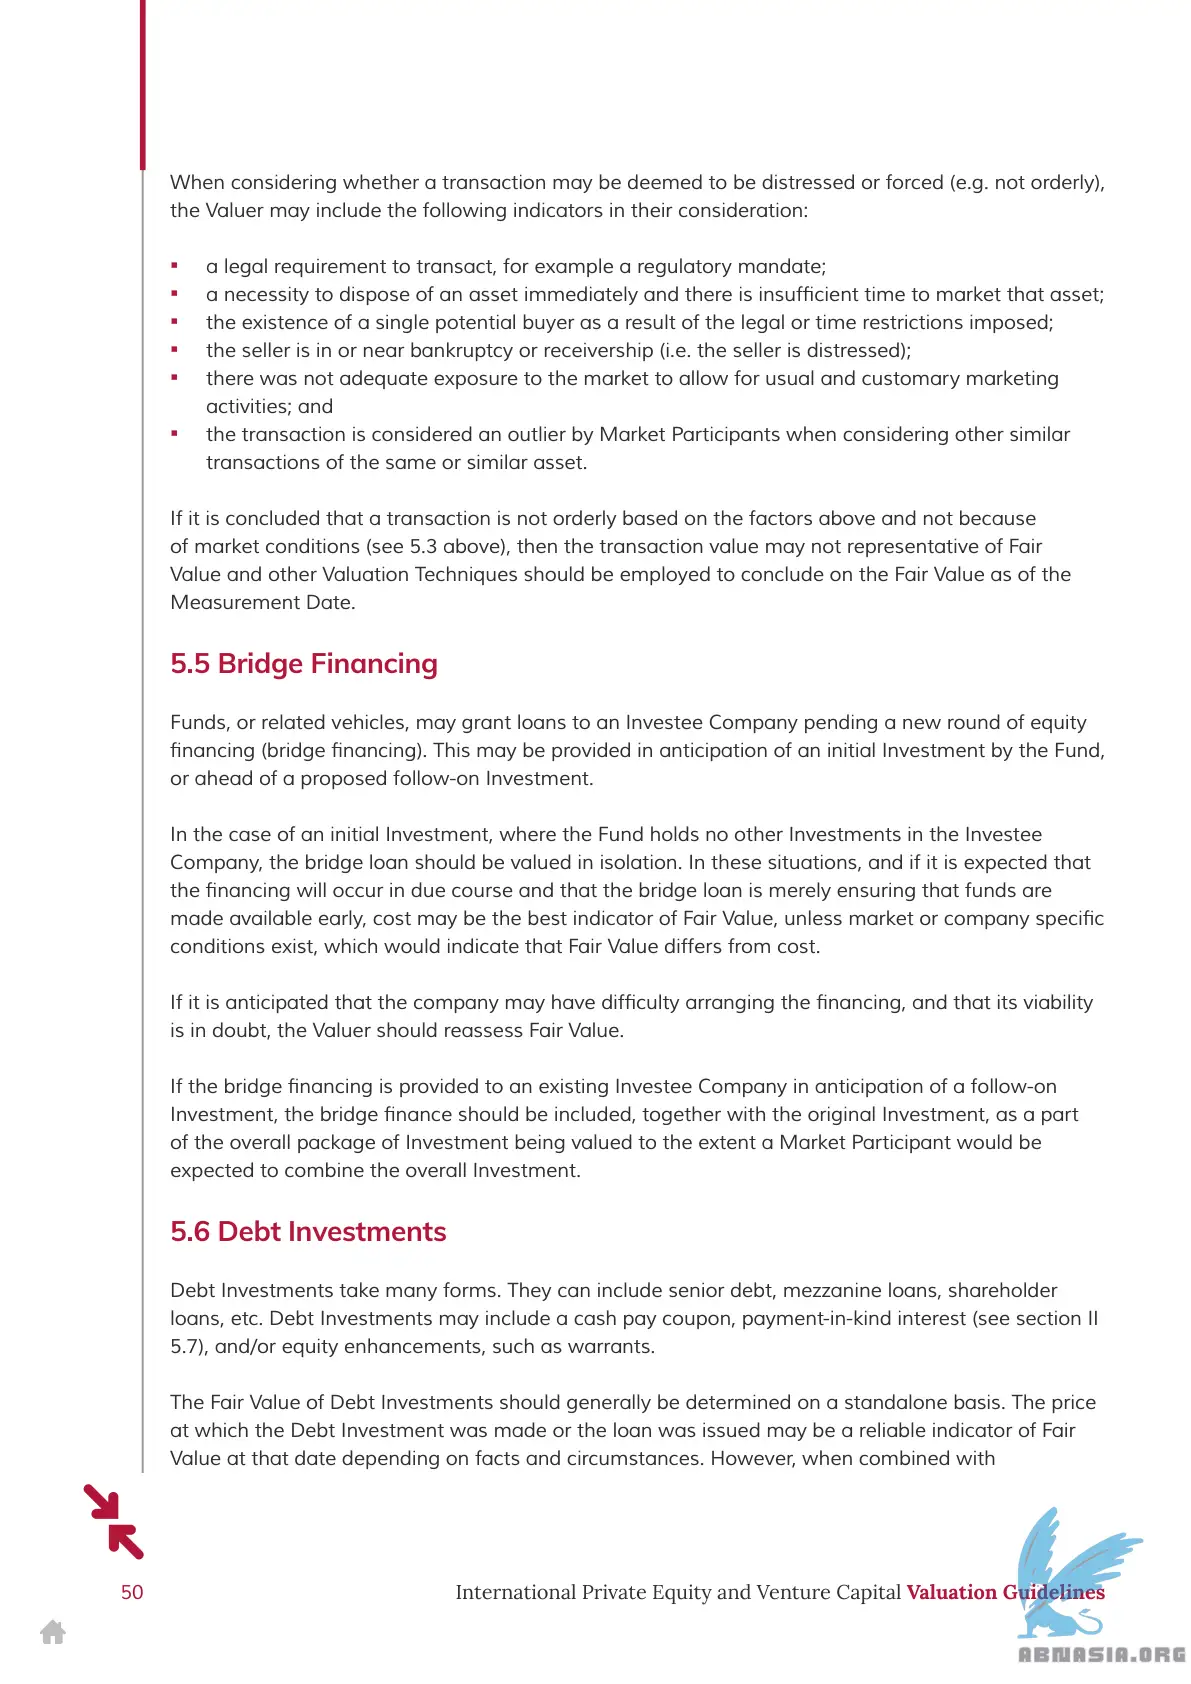 When considering whether a transaction may be deemed to be distressed or forced (e.g. not orderly),
the Valuer may include the following indicators in their consideration:
▪ a legal requirement to transact, for example a regulatory mandate;
▪ a necessity to dispose of an asset immediately and there is insufficient time to market that asset;
▪ the existence of a single potential buyer as a result of the legal or time restrictions imposed;
▪ the seller is in or near bankruptcy or receivership (i.e. the seller is distressed);
▪ there was not adequate exposure to the market to allow for usual and customary marketing
activities; and
▪ the transaction is considered an outlier by Market Participants when considering other similar
transactions of the same or similar asset.
If it is concluded that a transaction is not orderly based on the factors above and not because
of market conditions (see 5.3 above), then the transaction value may not representative of Fair
Value and other Valuation Techniques should be employed to conclude on the Fair Value as of the
Measurement Date.
5.5 Bridge Financing
Funds, or related vehicles, may grant loans to an Investee Company pending a new round of equity
financing (bridge financing). This may be provided in anticipation of an initial Investment by the Fund,
or ahead of a proposed follow-on Investment.
In the case of an initial Investment, where the Fund holds no other Investments in the Investee
Company, the bridge loan should be valued in isolation. In these situations, and if it is expected that
the financing will occur in due course and that the bridge loan is merely ensuring that funds are
made available early, cost may be the best indicator of Fair Value, unless market or company specific
conditions exist, which would indicate that Fair Value differs from cost.
If it is anticipated that the company may have difficulty arranging the financing, and that its viability
is in doubt, the Valuer should reassess Fair Value.
If the bridge financing is provided to an existing Investee Company in anticipation of a follow-on
Investment, the bridge finance should be included, together with the original Investment, as a part
of the overall package of Investment being valued to the extent a Market Participant would be
expected to combine the overall Investment.
5.6 Debt Investments
Debt Investments take many forms. They can include senior debt, mezzanine loans, shareholder
loans, etc. Debt Investments may include a cash pay coupon, payment-in-kind interest (see section II
5.7), and/or equity enhancements, such as warrants.
The Fair Value of Debt Investments should generally be determined on a standalone basis. The price
at which the Debt Investment was made or the loan was issued may be a reliable indicator of Fair
Value at that date depending on facts and circumstances. However, when combined with
50 International Private Equity and Venture Capital Valuation Guidelines
ABNASIA.ORG